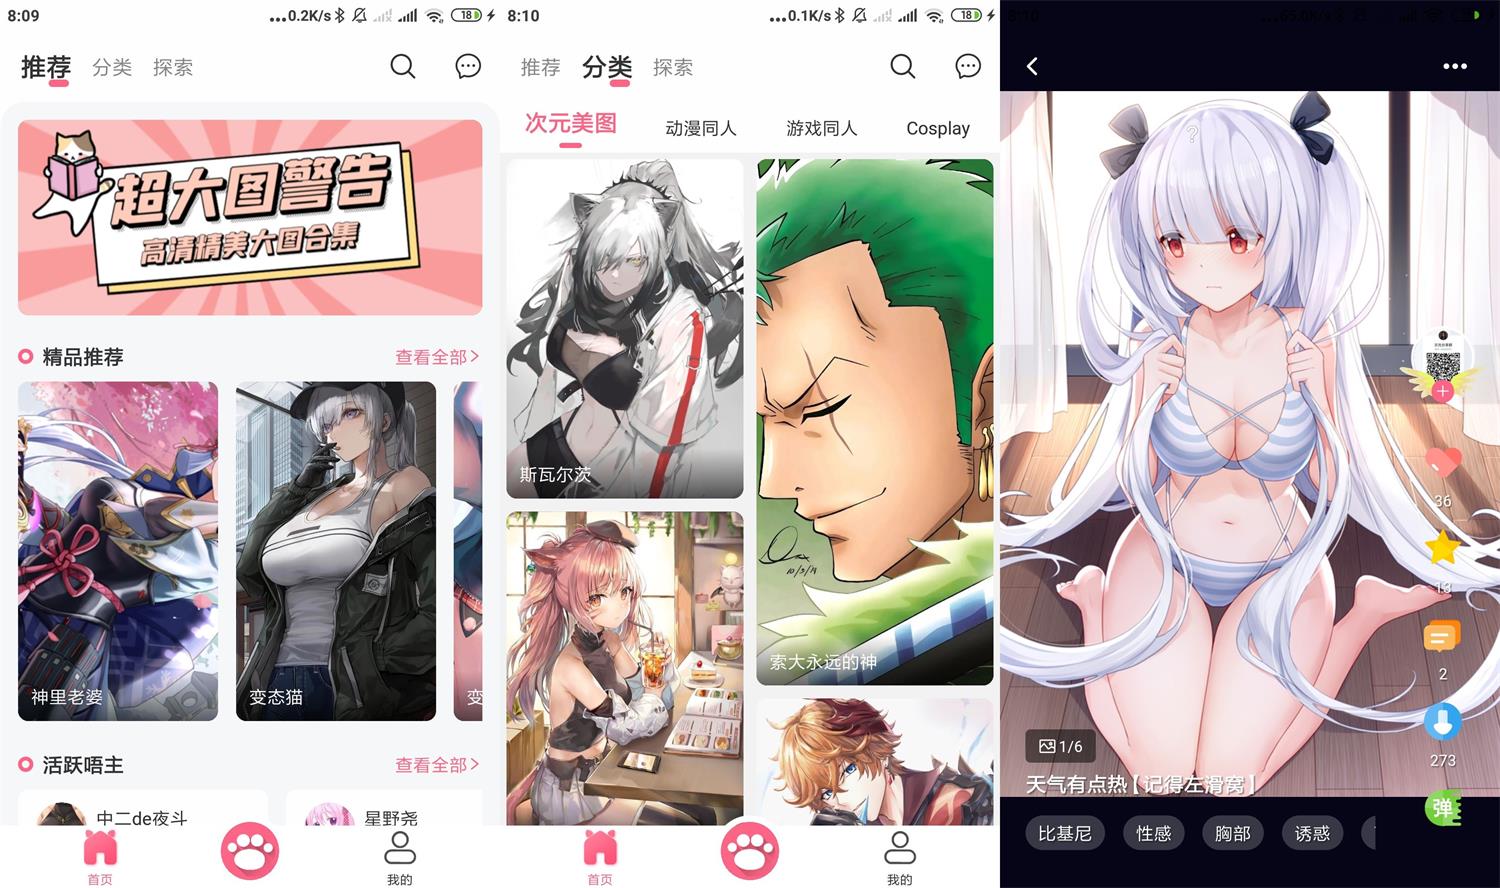 8:09
0.2K/s
18
推荐
分类
探索
超大图警告
高清精美大图合集
精品推荐
查看全部
神里老婆
变态猫
变
活跃唔主
查看全部
中二de夜斗
星野尧
首页
我的
8:10
0.1K/s
18
推荐
分类
探索
次元美图
动漫同人
游戏同人
Cosplay
斯瓦尔茨
索大永远的神
10/3/14
首页
我的
8:10
?
36
13
2
273
1/6
天气有点热【记得左滑窝】
弹
比基尼
性感
胸部
诱惑